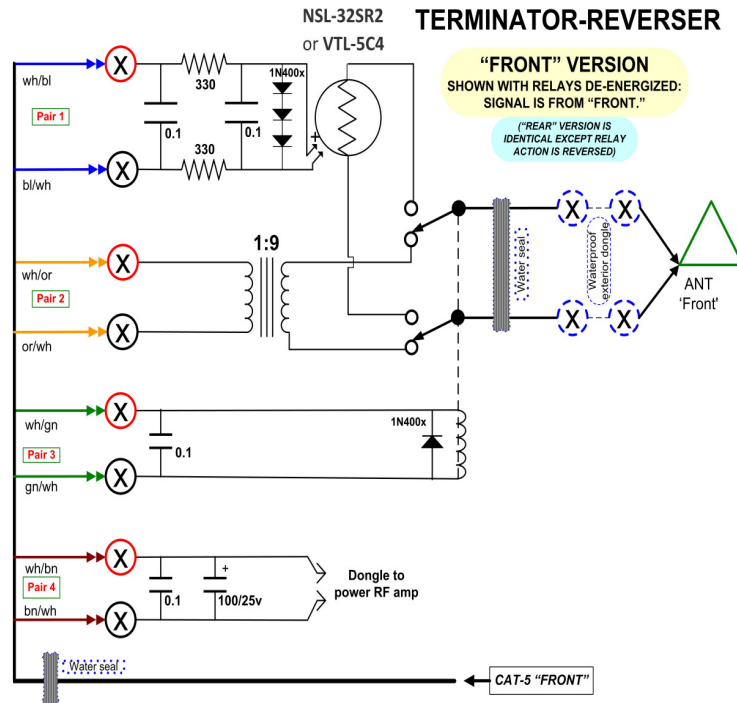 NSL-32SR2
or VTL-5C4
TERMINATOR-REVERSER
“FRONT” VERSION
SHOWN WITH RELAYS DE-ENERGIZED:
SIGNAL IS FROM “FRONT.”
(“REAR” VERSION IS
IDENTICAL EXCEPT RELAY
ACTION IS REVERSED)
X
wh/bl
330
1N400x
Pair 1
0.1
0.1
+
330
X
bl/wh
X
wh/or
1:9
Pair 2
X
or/wh
X
X
X
X
Water seal
Waterproof
exterior dongle
ANT
'Front'
X
wh/gn
1N400x
Pair 3
0.1
X
gn/wh
X
wh/bn
Pair 4
+
0.1
100/25v
Dongle to
power RF amp
X
bn/wh
Water seal
CAT-5 “FRONT”